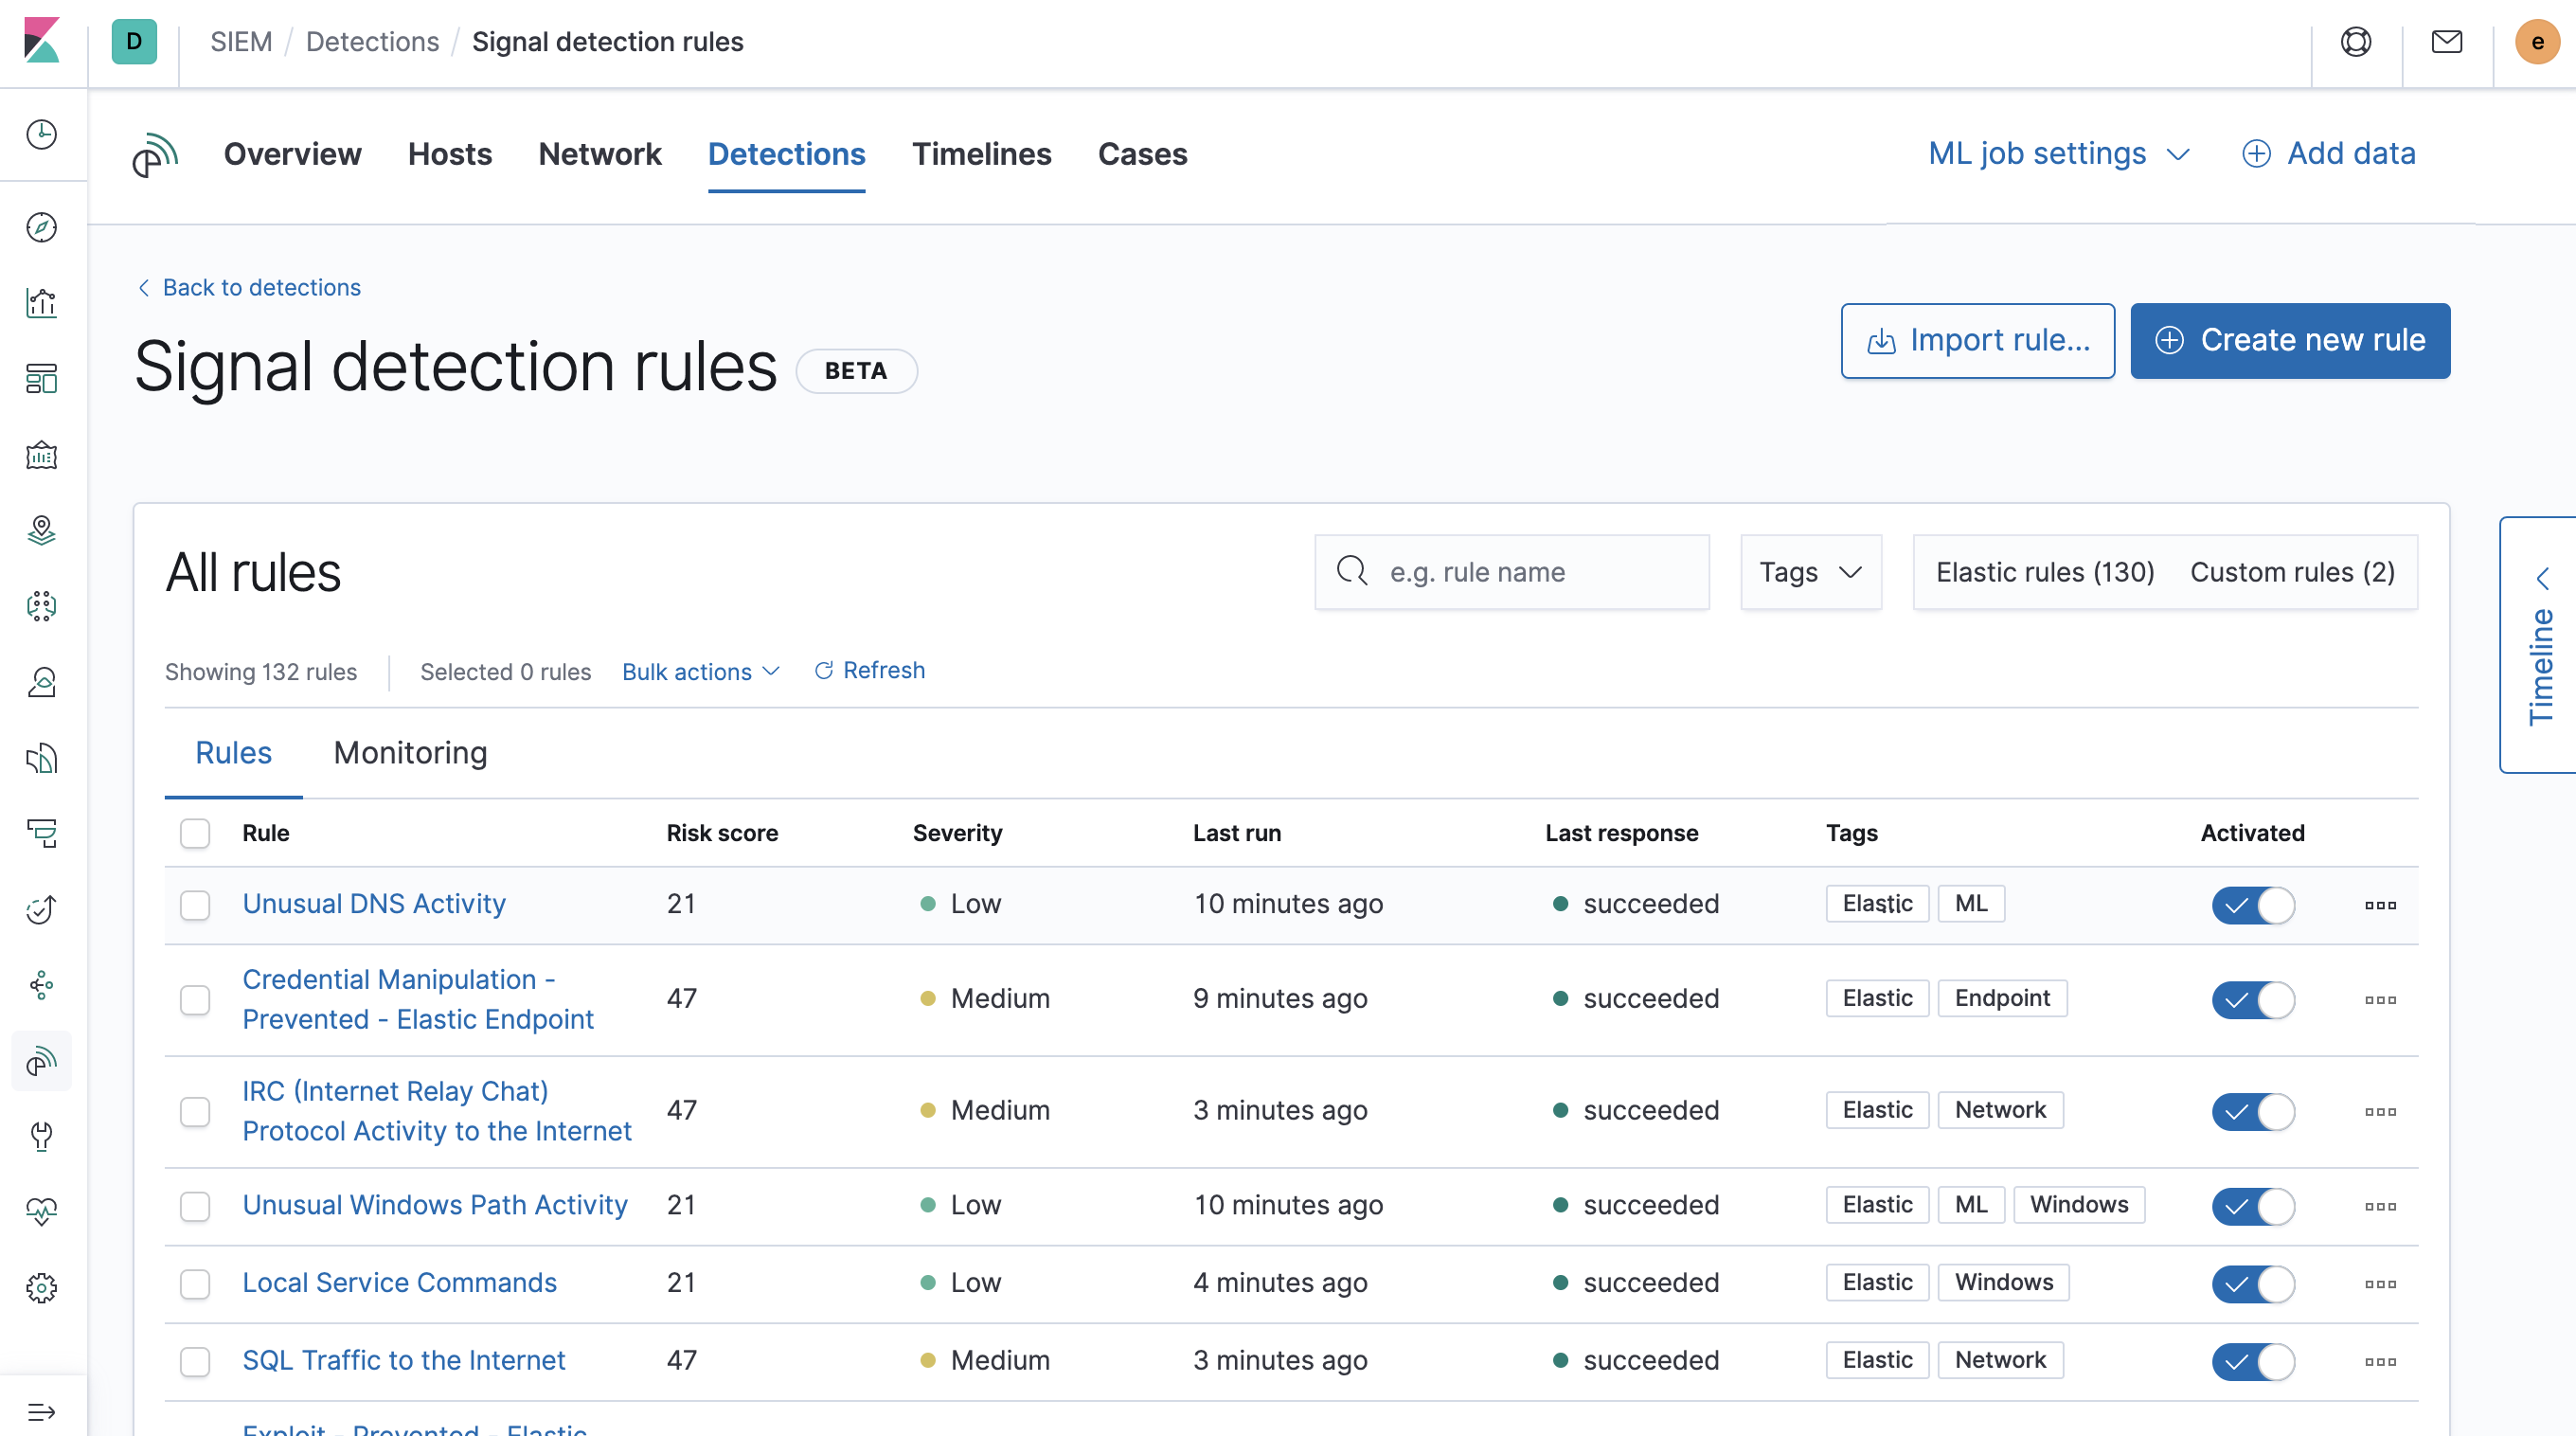 D SIEM / Detections / Signal detection rules e
Overview Hosts Network Detections Timelines Cases ML job settings Add data
Back to detections
Signal detection rules BETA
Import rule... Create new rule
All rules e.g. rule name Tags Elastic rules (130) Custom rules (2)
Timeline
Showing 132 rules Selected 0 rules Bulk actions Refresh
Rules Monitoring
Rule Risk score Severity Last run Last response Tags Activated
Unusual DNS Activity 21 Low 10 minutes ago succeeded Elastic ML
Credential Manipulation -
Prevented - Elastic Endpoint 47 Medium 9 minutes ago succeeded Elastic Endpoint
IRC (Internet Relay Chat)
Protocol Activity to the Internet 47 Medium 3 minutes ago succeeded Elastic Network
Unusual Windows Path Activity 21 Low 10 minutes ago succeeded Elastic ML Windows
Local Service Commands 21 Low 4 minutes ago succeeded Elastic Windows
SQL Traffic to the Internet 47 Medium 3 minutes ago succeeded Elastic Network
Exploit - Prevented - Elastic